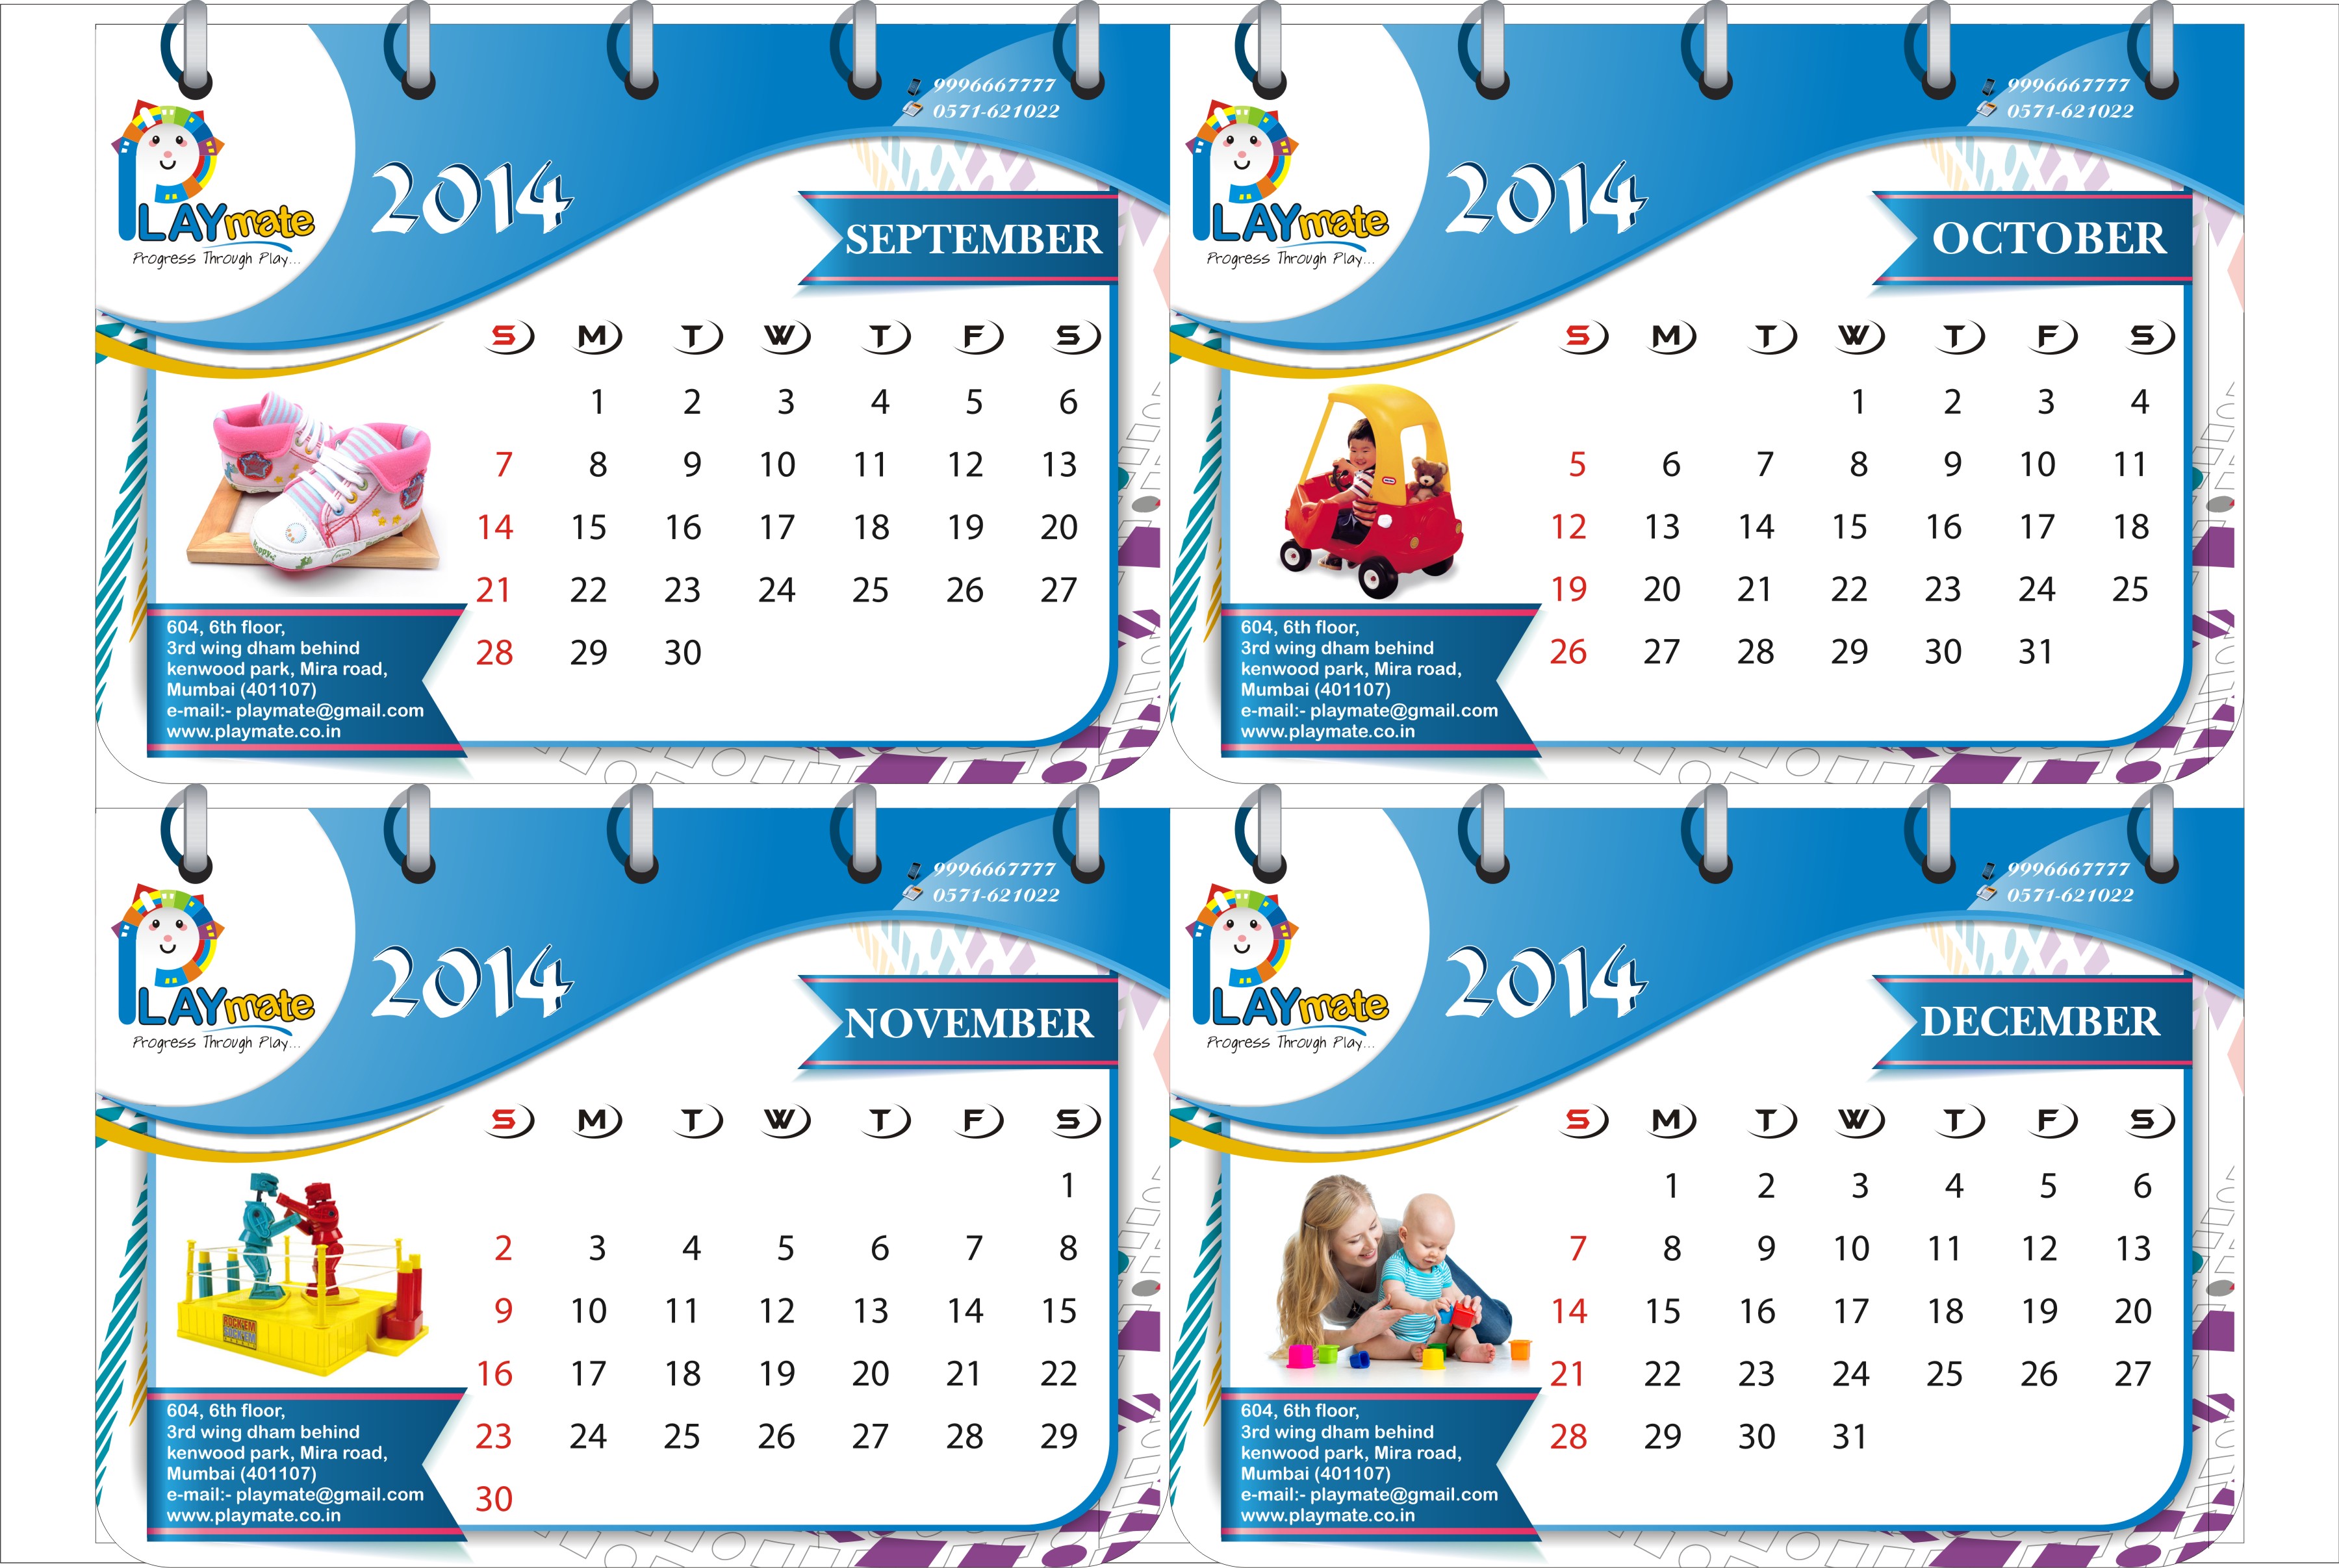 9996667777
0571-621022
PLAYmate
Progress Through Play...
2014
SEPTEMBER
S M T W T F S
1 2 3 4 5 6
7 8 9 10 11 12 13
14 15 16 17 18 19 20
21 22 23 24 25 26 27
28 29 30
604, 6th floor,
3rd wing dham behind
kenwood park, Mira road,
Mumbai (401107)
e-mail:- playmate@gmail.com
www.playmate.co.in
9996667777
0571-621022
PLAYmate
Progress Through Play...
2014
OCTOBER
S M T W T F S
1 2 3 4
5 6 7 8 9 10 11
12 13 14 15 16 17 18
19 20 21 22 23 24 25
26 27 28 29 30 31
604, 6th floor,
3rd wing dham behind
kenwood park, Mira road,
Mumbai (401107)
e-mail:- playmate@gmail.com
www.playmate.co.in
9996667777
0571-621022
PLAYmate
Progress Through Play...
2014
NOVEMBER
S M T W T F S
1
2 3 4 5 6 7 8
9 10 11 12 13 14 15
16 17 18 19 20 21 22
23 24 25 26 27 28 29
30
ROCK'EM
SOCK'EM
604, 6th floor,
3rd wing dham behind
kenwood park, Mira road,
Mumbai (401107)
e-mail:- playmate@gmail.com
www.playmate.co.in
9996667777
0571-621022
PLAYmate
Progress Through Play...
2014
DECEMBER
S M T W T F S
1 2 3 4 5 6
7 8 9 10 11 12 13
14 15 16 17 18 19 20
21 22 23 24 25 26 27
28 29 30 31
604, 6th floor,
3rd wing dham behind
kenwood park, Mira road,
Mumbai (401107)
e-mail:- playmate@gmail.com
www.playmate.co.in